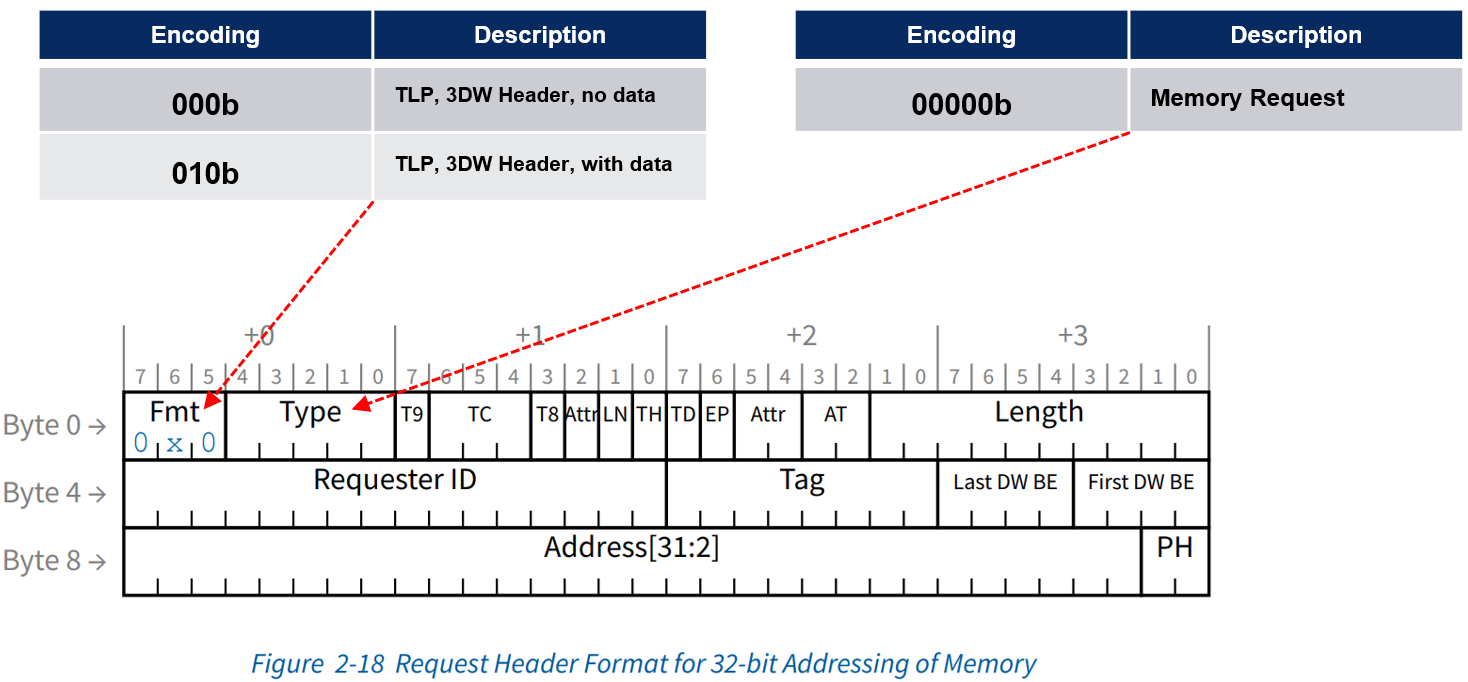 Encoding Description Encoding Description
000b TLP, 3DW Header, no data 00000b Memory Request
010b TLP, 3DW Header, with data
+0 +1 +2 +3
7 6 5 4 3 2 1 0 7 6 5 4 3 2 1 0 7 6 5 4 3 2 1 0 7 6 5 4 3 2 1 0
Byte 0 → Fmt Type T9 TC T8 Attr LN TH TD EP Attr AT Length
0 x 0
Byte 4 → Requester ID Tag Last DW BE First DW BE
Byte 8 → Address[31:2] PH
Figure 2-18 Request Header Format for 32-bit Addressing of Memory